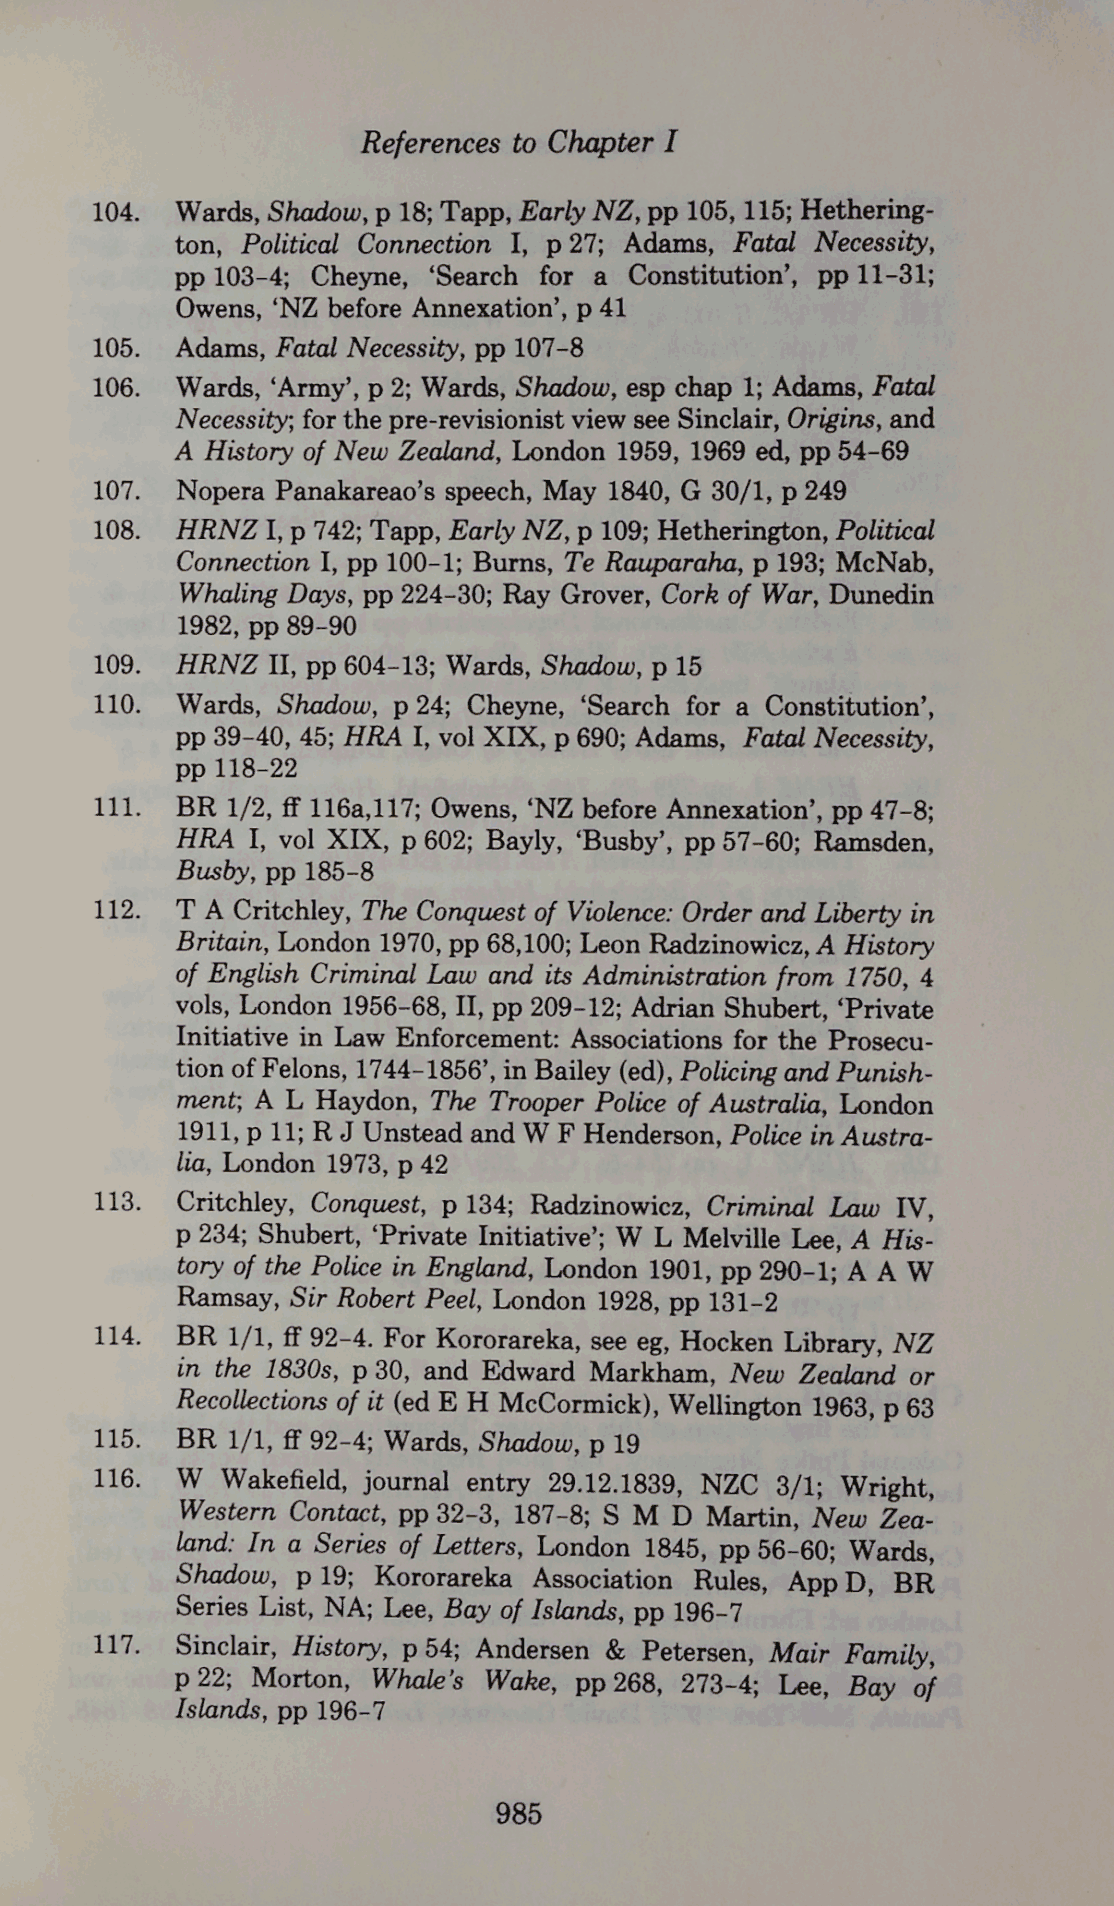 References to Chapter I
104. Wards, Shadow, p 18; Tapp, Early NZ, pp 105, 115; Hethering-
ton, Political Connection I, p 27; Adams, Fatal Necessity,
pp 103–4; Cheyne, ‘Search for a Constitution’, pp 11–31;
Owens, ‘NZ before Annexation’, p 41
105. Adams, Fatal Necessity, pp 107–8
106. Wards, ‘Army’, p 2; Wards, Shadow, esp chap 1; Adams, Fatal
Necessity; for the pre-revisionist view see Sinclair, Origins, and
A History of New Zealand, London 1959, 1969 ed, pp 54–69
107. Nopera Panakareao’s speech, May 1840, G 30/1, p 249
108. HRNZ I, p 742; Tapp, Early NZ, p 109; Hetherington, Political
Connection I, pp 100–1; Burns, Te Rauparaha, p 193; McNab,
Whaling Days, pp 224–30; Ray Grover, Cork of War, Dunedin
1982, pp 89–90
109. HRNZ II, pp 604–13; Wards, Shadow, p 15
110. Wards, Shadow, p 24; Cheyne, ‘Search for a Constitution’,
pp 39–40, 45; HRA I, vol XIX, p 690; Adams, Fatal Necessity,
pp 118–22
111. BR 1/2, ff 116a,117; Owens, ‘NZ before Annexation’, pp 47–8;
HRA I, vol XIX, p 602; Bayly, ‘Busby’, pp 57–60; Ramsden,
Busby, pp 185–8
112. T A Critchley, The Conquest of Violence: Order and Liberty in
Britain, London 1970, pp 68,100; Leon Radzinowicz, A History
of English Criminal Law and its Administration from 1750, 4
vols, London 1956–68, II, pp 209–12; Adrian Shubert, ‘Private
Initiative in Law Enforcement: Associations for the Prosecu-
tion of Felons, 1744–1856’, in Bailey (ed), Policing and Punish-
ment; A L Haydon, The Trooper Police of Australia, London
1911, p 11; R J Unstead and W F Henderson, Police in Austra-
lia, London 1973, p 42
113. Critchley, Conquest, p 134; Radzinowicz, Criminal Law IV,
p 234; Shubert, ‘Private Initiative’; W L Melville Lee, A His-
tory of the Police in England, London 1901, pp 290–1; A A W
Ramsay, Sir Robert Peel, London 1928, pp 131–2
114. BR 1/1, ff 92–4. For Kororareka, see eg, Hocken Library, NZ
in the 1830s, p 30, and Edward Markham, New Zealand or
Recollections of it (ed E H McCormick), Wellington 1963, p 63
115. BR 1/1, ff 92–4; Wards, Shadow, p 19
116. W Wakefield, journal entry 29.12.1839, NZC 3/1; Wright,
Western Contact, pp 32–3, 187–8; S M D Martin, New Zea-
land: In a Series of Letters, London 1845, pp 56–60; Wards,
Shadow, p 19; Kororareka Association Rules, App D, BR
Series List, NA; Lee, Bay of Islands, pp 196–7
117. Sinclair, History, p 54; Andersen & Petersen, Mair Family,
p 22; Morton, Whale’s Wake, pp 268, 273–4; Lee, Bay of
Islands, pp 196–7
985